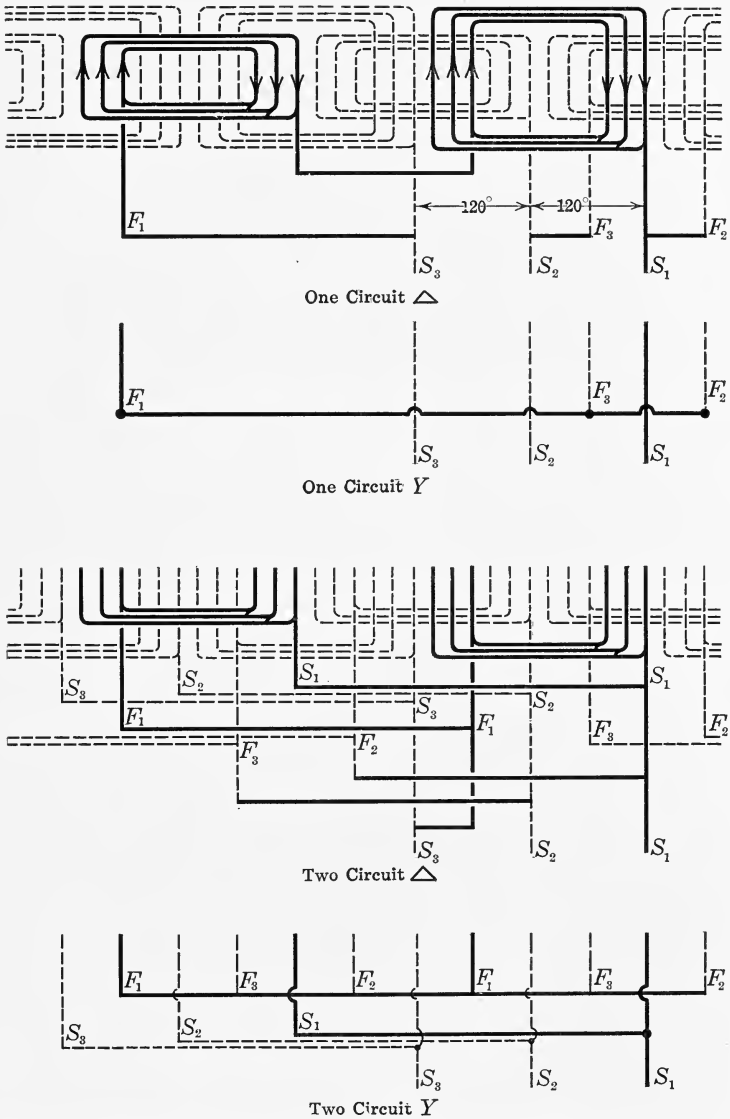 120° 120°
F₁ F₃ F₂
S₃ S₂ S₁
One Circuit △
F₁ F₃ F₂
S₃ S₂ S₁
One Circuit Y
S₃ S₂ S₁ S₃ S₂ S₁
F₁ F₃ F₂ F₁ F₃ F₂
S₃ S₂ S₁
Two Circuit △
F₁ F₃ F₂ F₁ F₃ F₂
S₃ S₂ S₁
S₃ S₂ S₁
Two Circuit Y